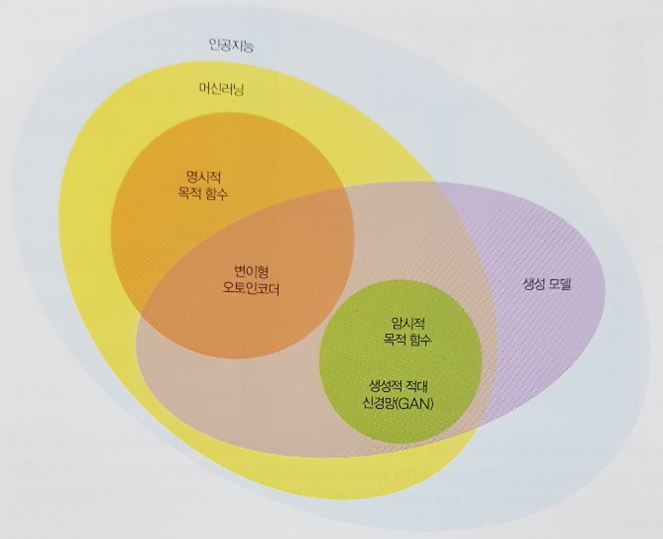 인공지능
머신러닝
명시적
목적 함수
변이형
오토인코더
생성 모델
암시적
목적 함수
생성적 적대
신경망(GAN)